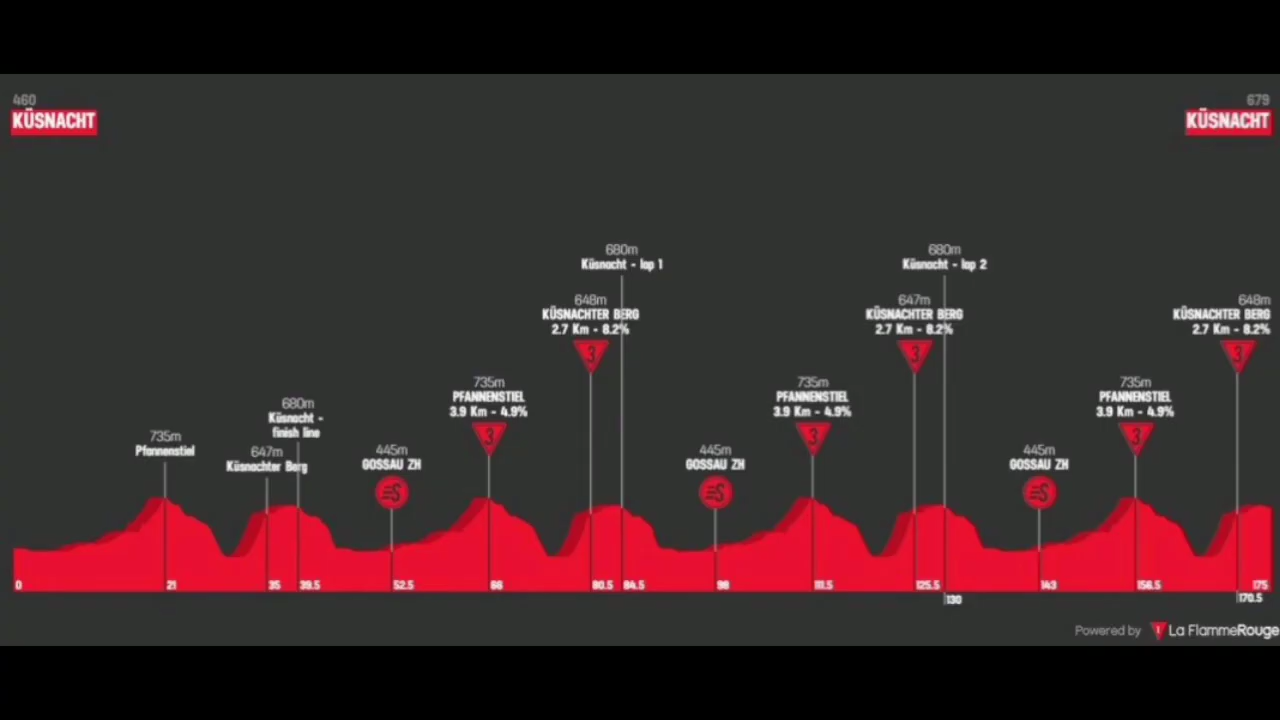 460
KÜSNACHT
679
KÜSNACHT
680m
Küsnacht - lap 1
680m
Küsnacht - lap 2
648m
KÜSNACHTER BERG
2.7 Km - 8.2%
647m
KÜSNACHTER BERG
2.7 Km - 8.2%
648m
KÜSNACHTER BERG
2.7 Km - 8.2%
3
3
3
735m
PFANNENSTIEL
3.9 Km - 4.9%
735m
PFANNENSTIEL
3.9 Km - 4.9%
735m
PFANNENSTIEL
3.9 Km - 4.9%
3
3
3
680m
Küsnacht -
finish line
735m
Pfannenstiel
647m
Küsnachter Berg
445m
GOSSAU ZH
445m
GOSSAU ZH
445m
GOSSAU ZH
S
S
S
0
21
35
39.5
52.5
66
80.5
84.5
98
111.5
125.5
130
143
156.5
170.5
175
Powered by
1
La FlammeRouge